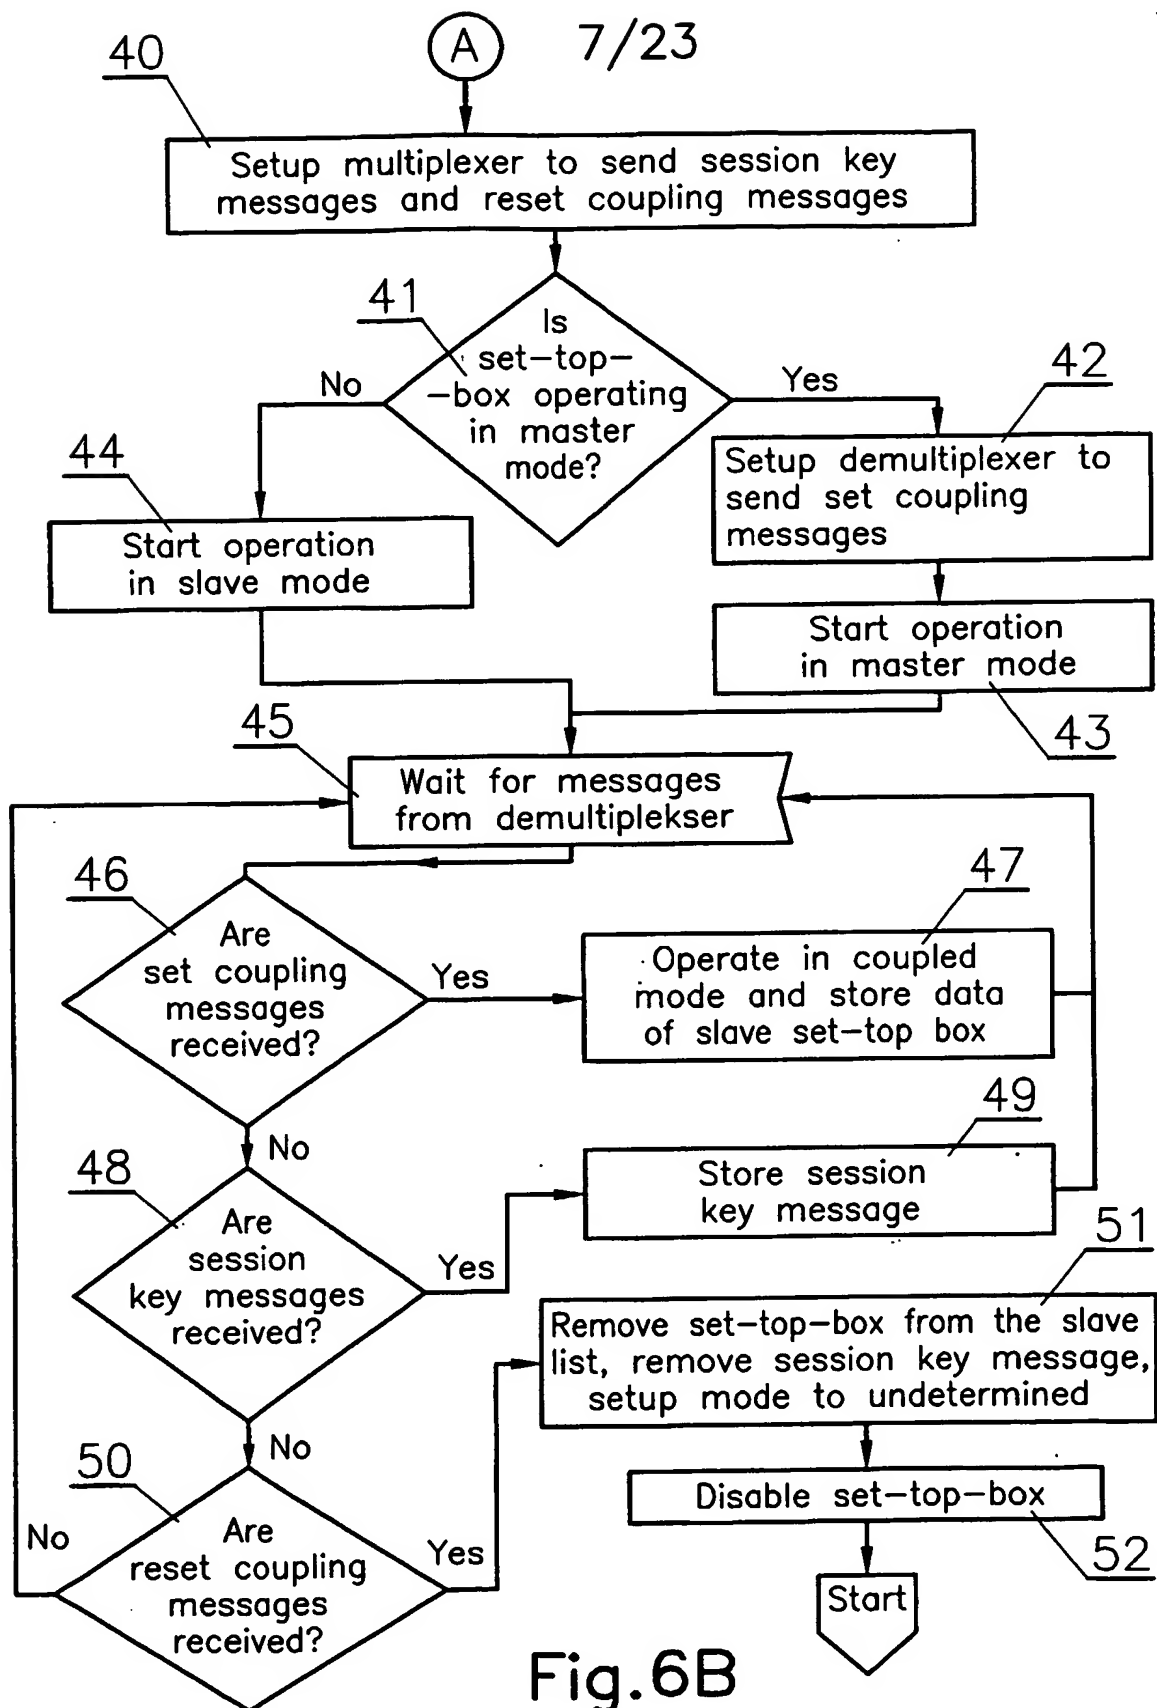 A
7/23
40
Setup multiplexer to send session key
messages and reset coupling messages
41
Is
set-top-
-box operating
in master
mode?
No
Yes
42
Setup demultiplexer to
send set coupling
messages
44
Start operation
in slave mode
Start operation
in master mode
43
45
Wait for messages
from demultiplekser
46
Are
set coupling
messages
received?
Yes
47
Operate in coupled
mode and store data
of slave set-top box
No
48
Are
session
key messages
received?
Yes
49
Store session
key message
51
Remove set-top-box from the slave
list, remove session key message,
setup mode to undetermined
No
50
Are
reset coupling
messages
received?
No
Yes
Disable set-top-box
52
Start
Fig.6B